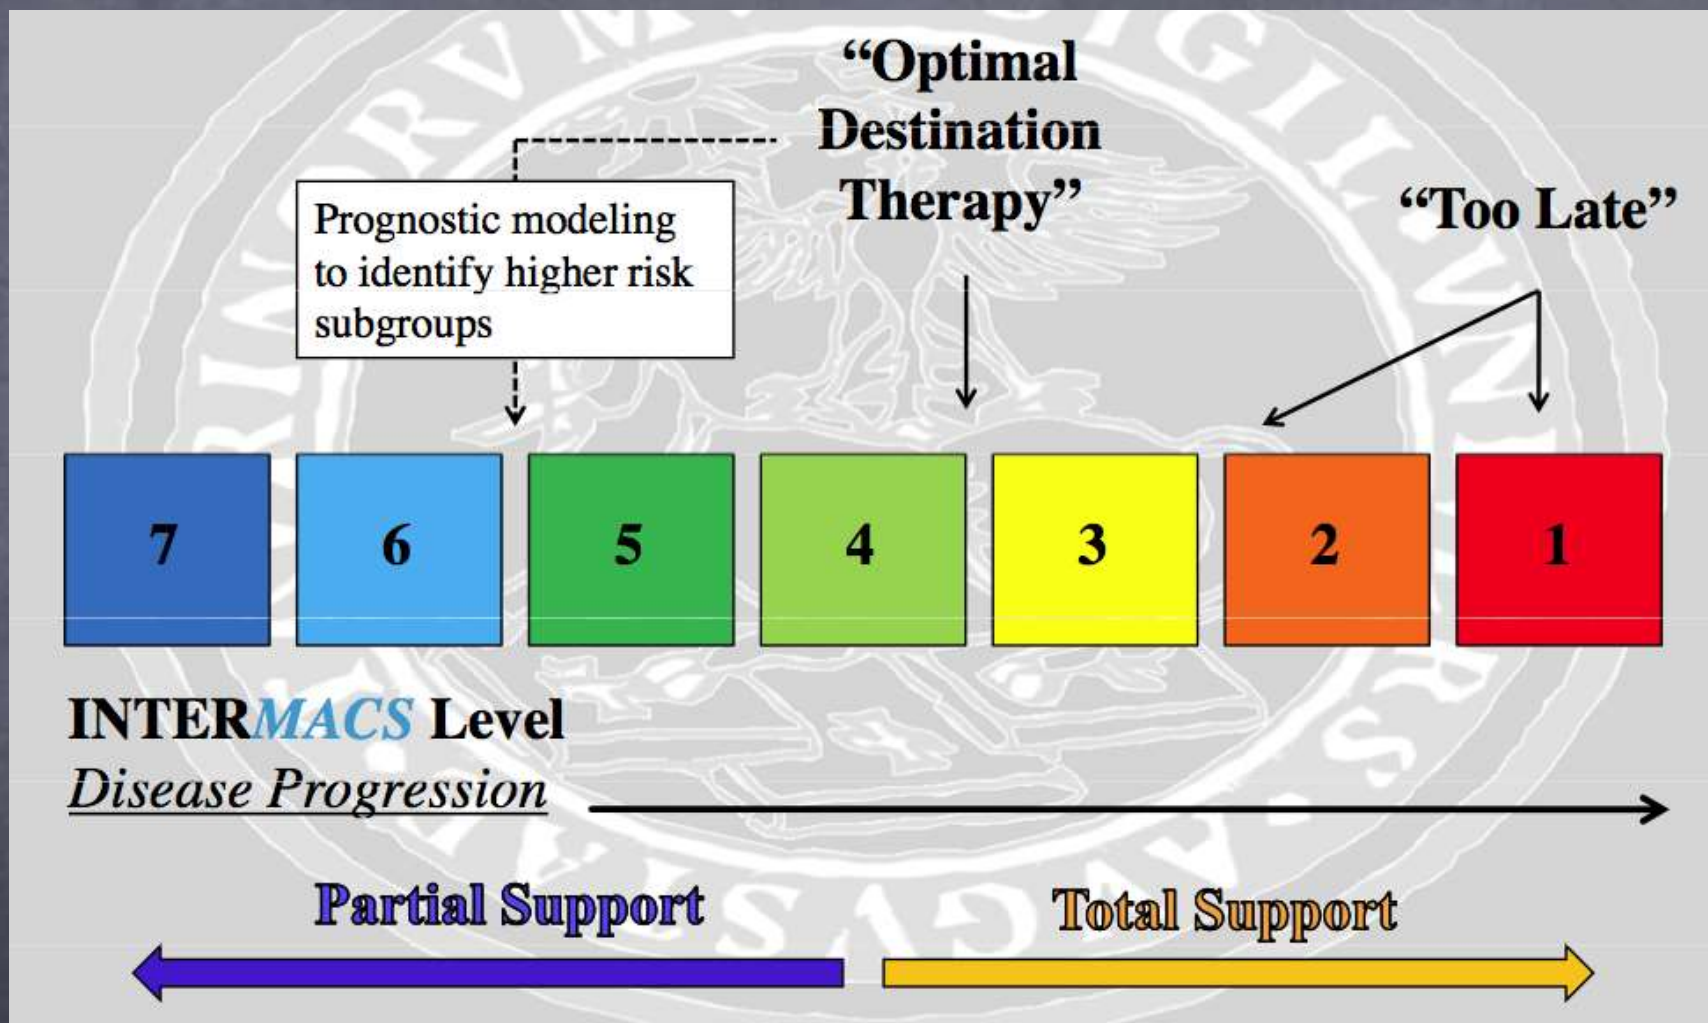 “Optimal
Destination
Therapy”
“Too Late”
Prognostic modeling
to identify higher risk
subgroups
7 6 5 4 3 2 1
INTERMACS Level
Disease Progression
Partial Support Total Support